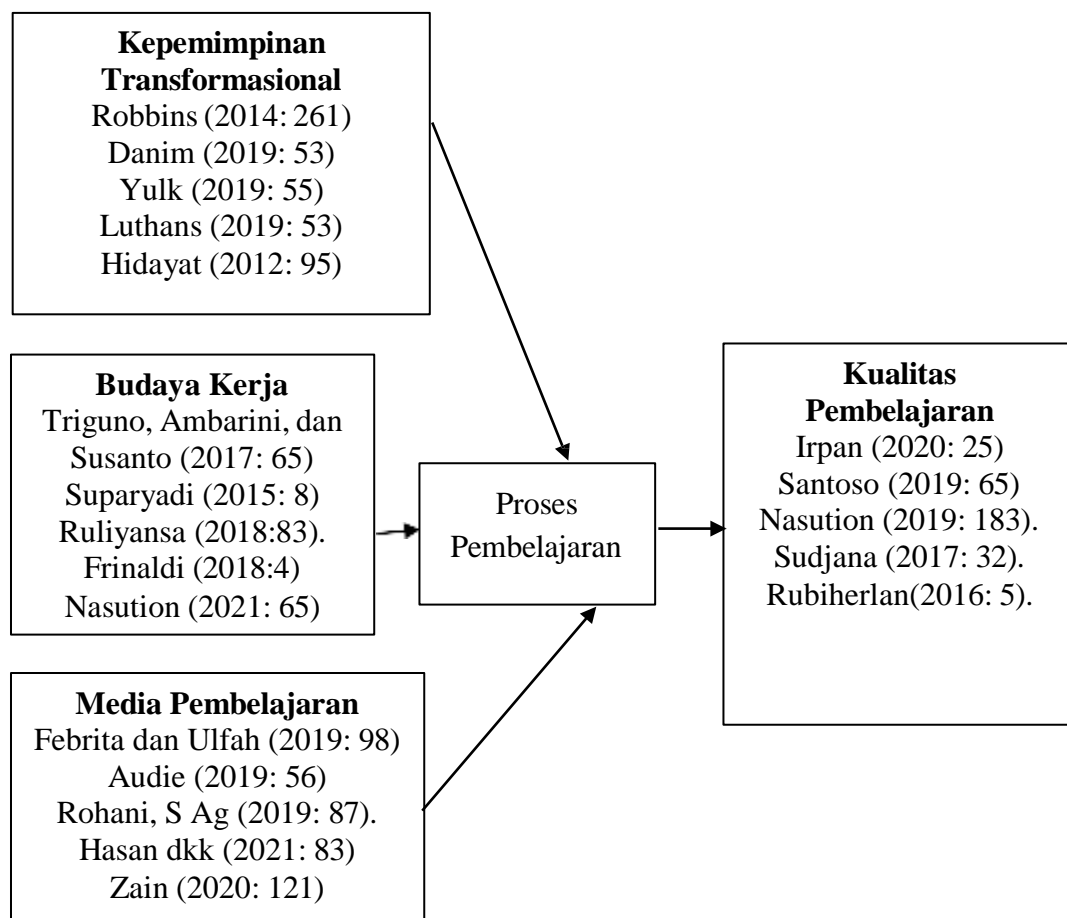 Kepemimpinan
Transformasional
Robbins (2014: 261)
Danim (2019: 53)
Yulk (2019: 55)
Luthans (2019: 53)
Hidayat (2012: 95)
Budaya Kerja
Triguno, Ambarini, dan
Susanto (2017: 65)
Suparyadi (2015: 8)
Ruliyansa (2018:83).
Frinaldi (2018:4)
Nasution (2021: 65)
Media Pembelajaran
Febrita dan Ulfah (2019: 98)
Audie (2019: 56)
Rohani, S Ag (2019: 87).
Hasan dkk (2021: 83)
Zain (2020: 121)
Proses
Pembelajaran
Kualitas
Pembelajaran
Irpan (2020: 25)
Santoso (2019: 65)
Nasution (2019: 183).
Sudjana (2017: 32).
Rubiherlan(2016: 5).